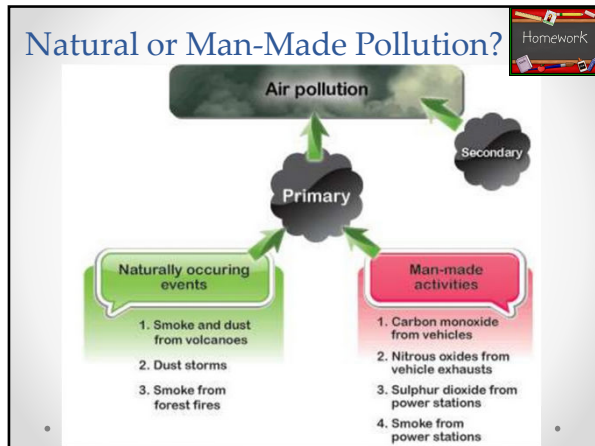 Natural or Man-Made Pollution?
Homework
Air pollution
Secondary
Primary
Naturally occuring
events
1. Smoke and dust
from volcanoes
2. Dust storms
3. Smoke from
forest fires
Man-made
activities
1. Carbon monoxide
from vehicles
2. Nitrous oxides from
vehicle exhausts
3. Sulphur dioxide from
power stations
4. Smoke from
power stations